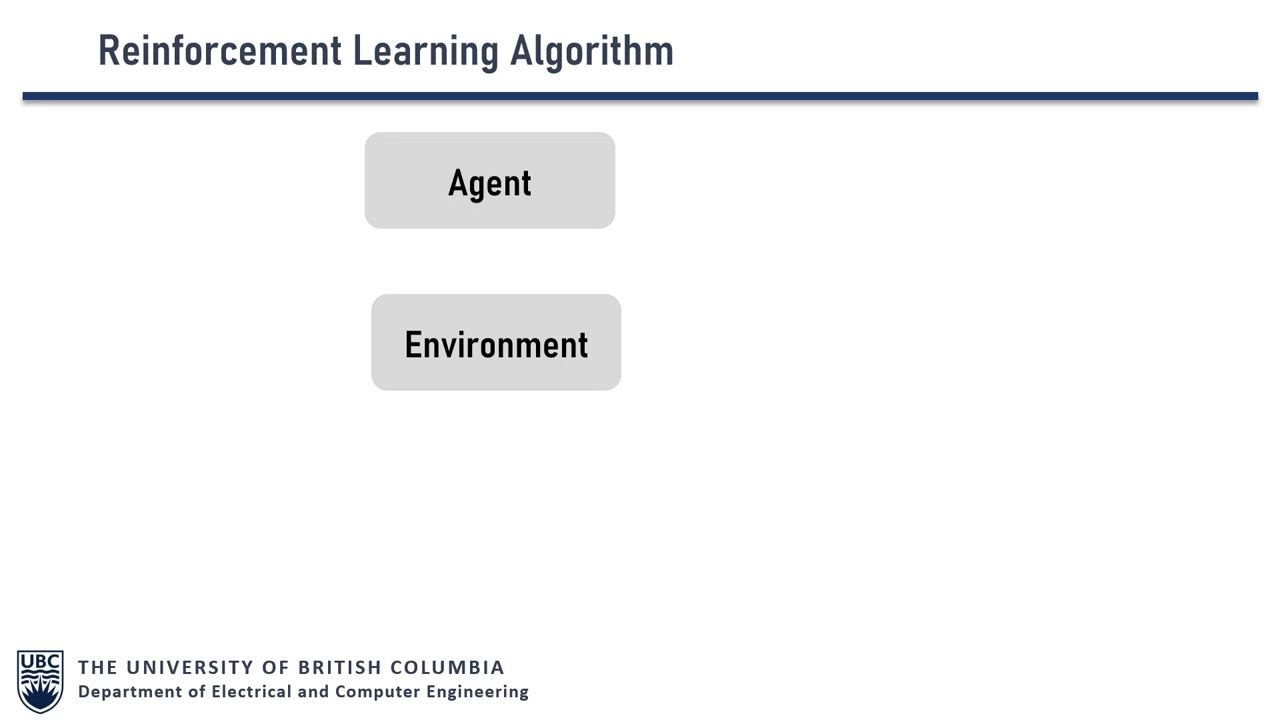 Reinforcement Learning Algorithm
Agent
Environment
UBC
THE UNIVERSITY OF BRITISH COLUMBIA
Department of Electrical and Computer Engineering